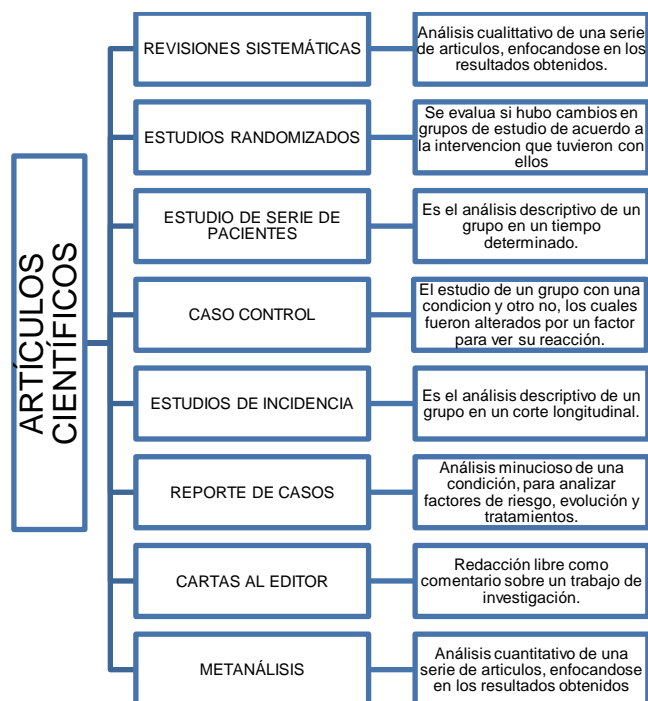 ARTÍCULOS
CIENTÍFICOS
REVISIONES SISTEMÁTICAS
Análisis cualittativo de una serie
de articulos, enfocandose en los
resultados obtenidos.
ESTUDIOS RANDOMIZADOS
Se evalua si hubo cambios en
grupos de estudio de acuerdo a
la intervencion que tuvieron con
ellos
ESTUDIO DE SERIE DE
PACIENTES
Es el análisis descriptivo de un
grupo en un tiempo
determinado.
CASO CONTROL
El estudio de un grupo con una
condicion y otro no, los cuales
fueron alterados por un factor
para ver su reacción.
ESTUDIOS DE INCIDENCIA
Es el análisis descriptivo de un
grupo en un corte longitudinal.
REPORTE DE CASOS
Análisis minucioso de una
condición, para analizar
factores de riesgo, evolución y
tratamientos.
CARTAS AL EDITOR
Redacción libre como
comentario sobre un trabajo de
investigación.
METANÁLISIS
Análisis cuantitativo de una
serie de articulos, enfocandose
en los resultados obtenidos